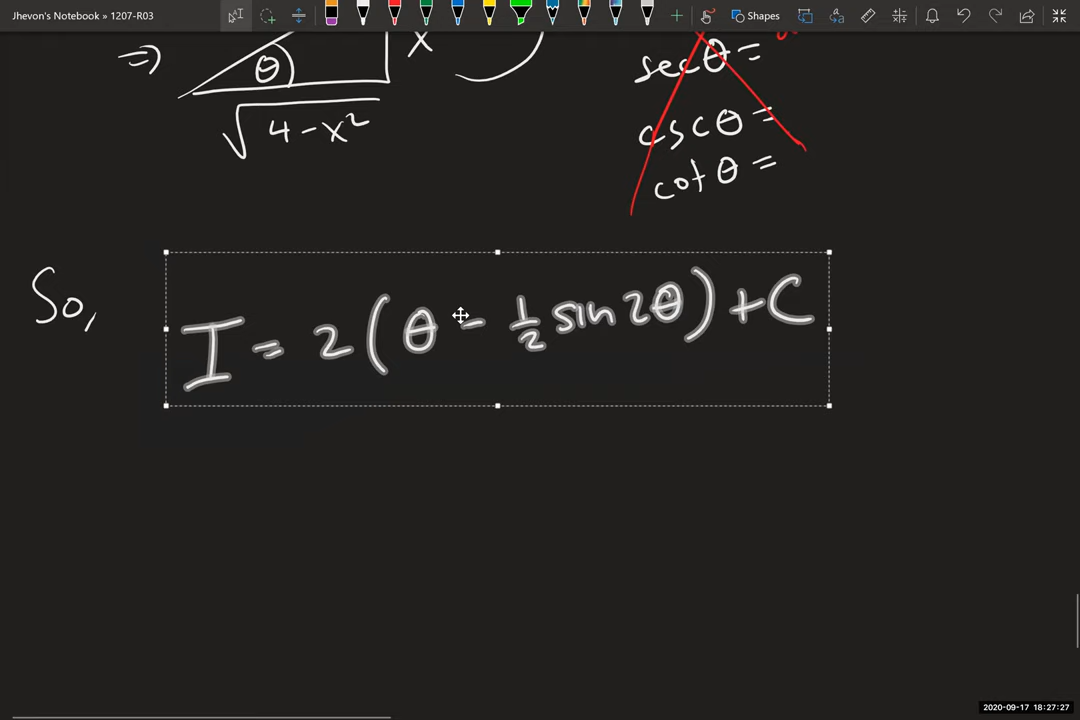 Jhevon's Notebook » 1207-R03
Shapes
=> θ x
√4-x²
secθ =
cscθ =
cotθ =
So,
I = 2(θ - 1/2 sin 2θ) + C
2020-09-17 18:27:27